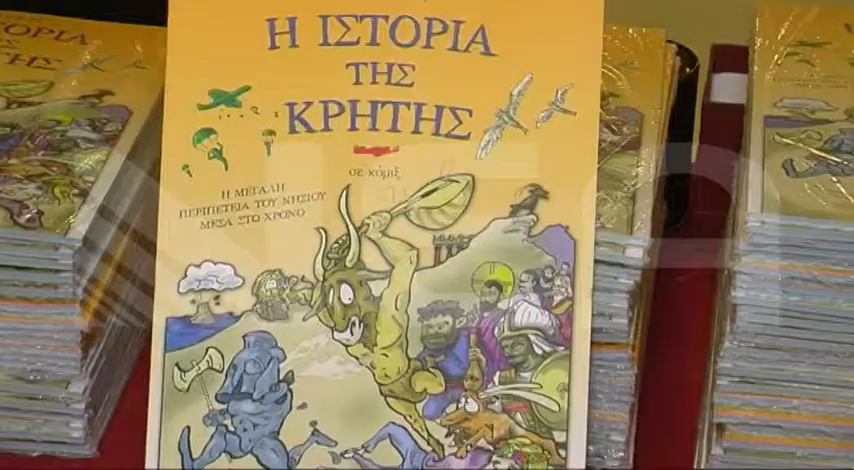 Η ΙΣΤΟΡΙΑ
ΤΗΣ
ΚΡΗΤΗΣ
σε κόμιξ
Η ΜΕΓΑΛΗ
ΠΕΡΙΠΕΤΕΙΑ ΤΟΥ ΝΗΣΙΟΥ
ΜΕΣΑ ΣΤΟ ΧΡΟΝΟ